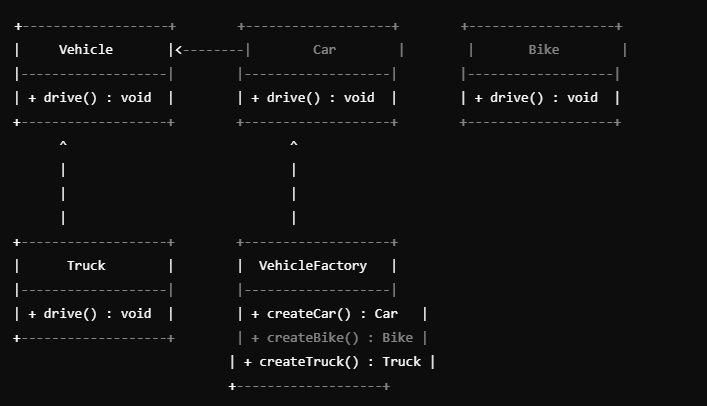 +-------------------+        +-------------------+        +-------------------+
|     Vehicle       |<--------|        Car        |        |       Bike        |
|-------------------|        |-------------------|        |-------------------|
| + drive() : void  |        | + drive() : void  |        | + drive() : void  |
+-------------------+        +-------------------+        +-------------------+
      ^                             ^
      |                             |
      |                             |
      |                             |
+-------------------+        +-------------------+
|      Truck        |        |  VehicleFactory   |
|-------------------|        |-------------------|
| + drive() : void  |        | + createCar() : Car   |
+-------------------+        | + createBike() : Bike |
                            | + createTruck() : Truck |
                            +-------------------+